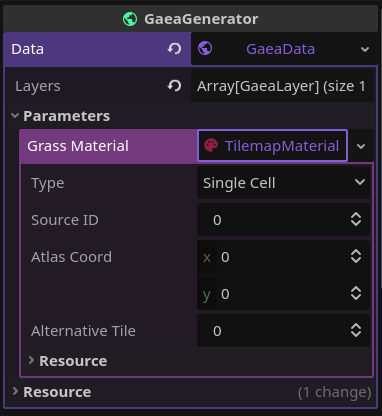 GaeaGenerator
Data GaeaData
Layers Array[GaeaLayer] (size 1
Parameters
Grass Material TilemapMaterial
Type Single Cell
Source ID 0
Atlas Coord x 0
y 0
Alternative Tile 0
Resource
Resource (1 change)